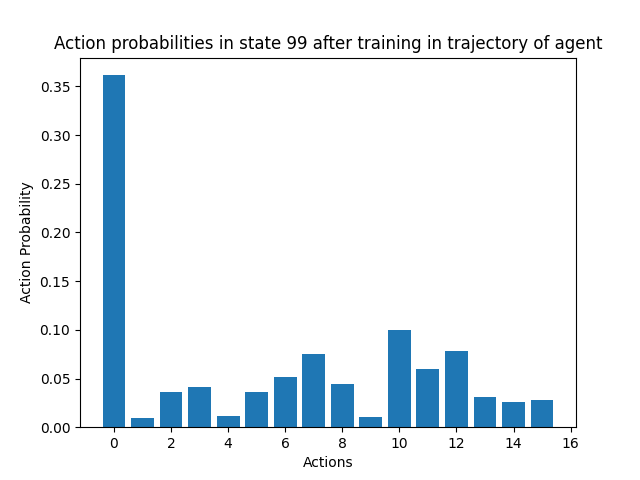 Action probabilities in state 99 after training in trajectory of agent
0.35
0.30
0.25
0.20
0.15
0.10
0.05
0.00
Action Probability
0 2 4 6 8 10 12 14 16
Actions